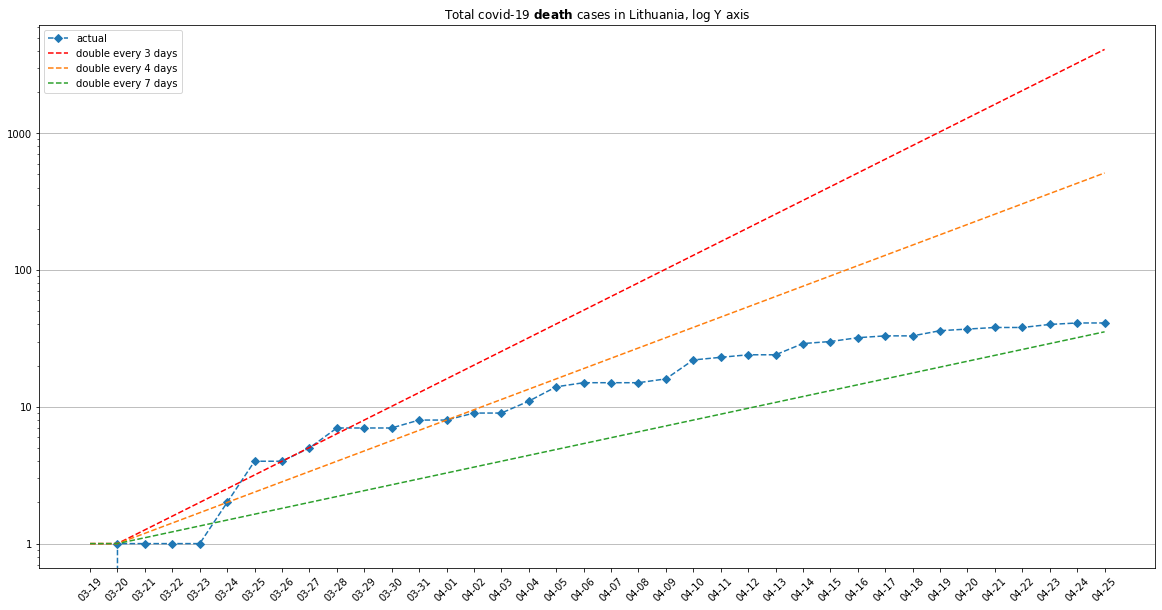 Total covid-19 death cases in Lithuania, log Y axis
actual
double every 3 days
double every 4 days
double every 7 days
1000
100
10
1
03-19 03-20 03-21 03-22 03-23 03-24 03-25 03-26 03-27 03-28 03-29 03-30 03-31 04-01 04-02 04-03 04-04 04-05 04-06 04-07 04-08 04-09 04-10 04-11 04-12 04-13 04-14 04-15 04-16 04-17 04-18 04-19 04-20 04-21 04-22 04-23 04-24 04-25